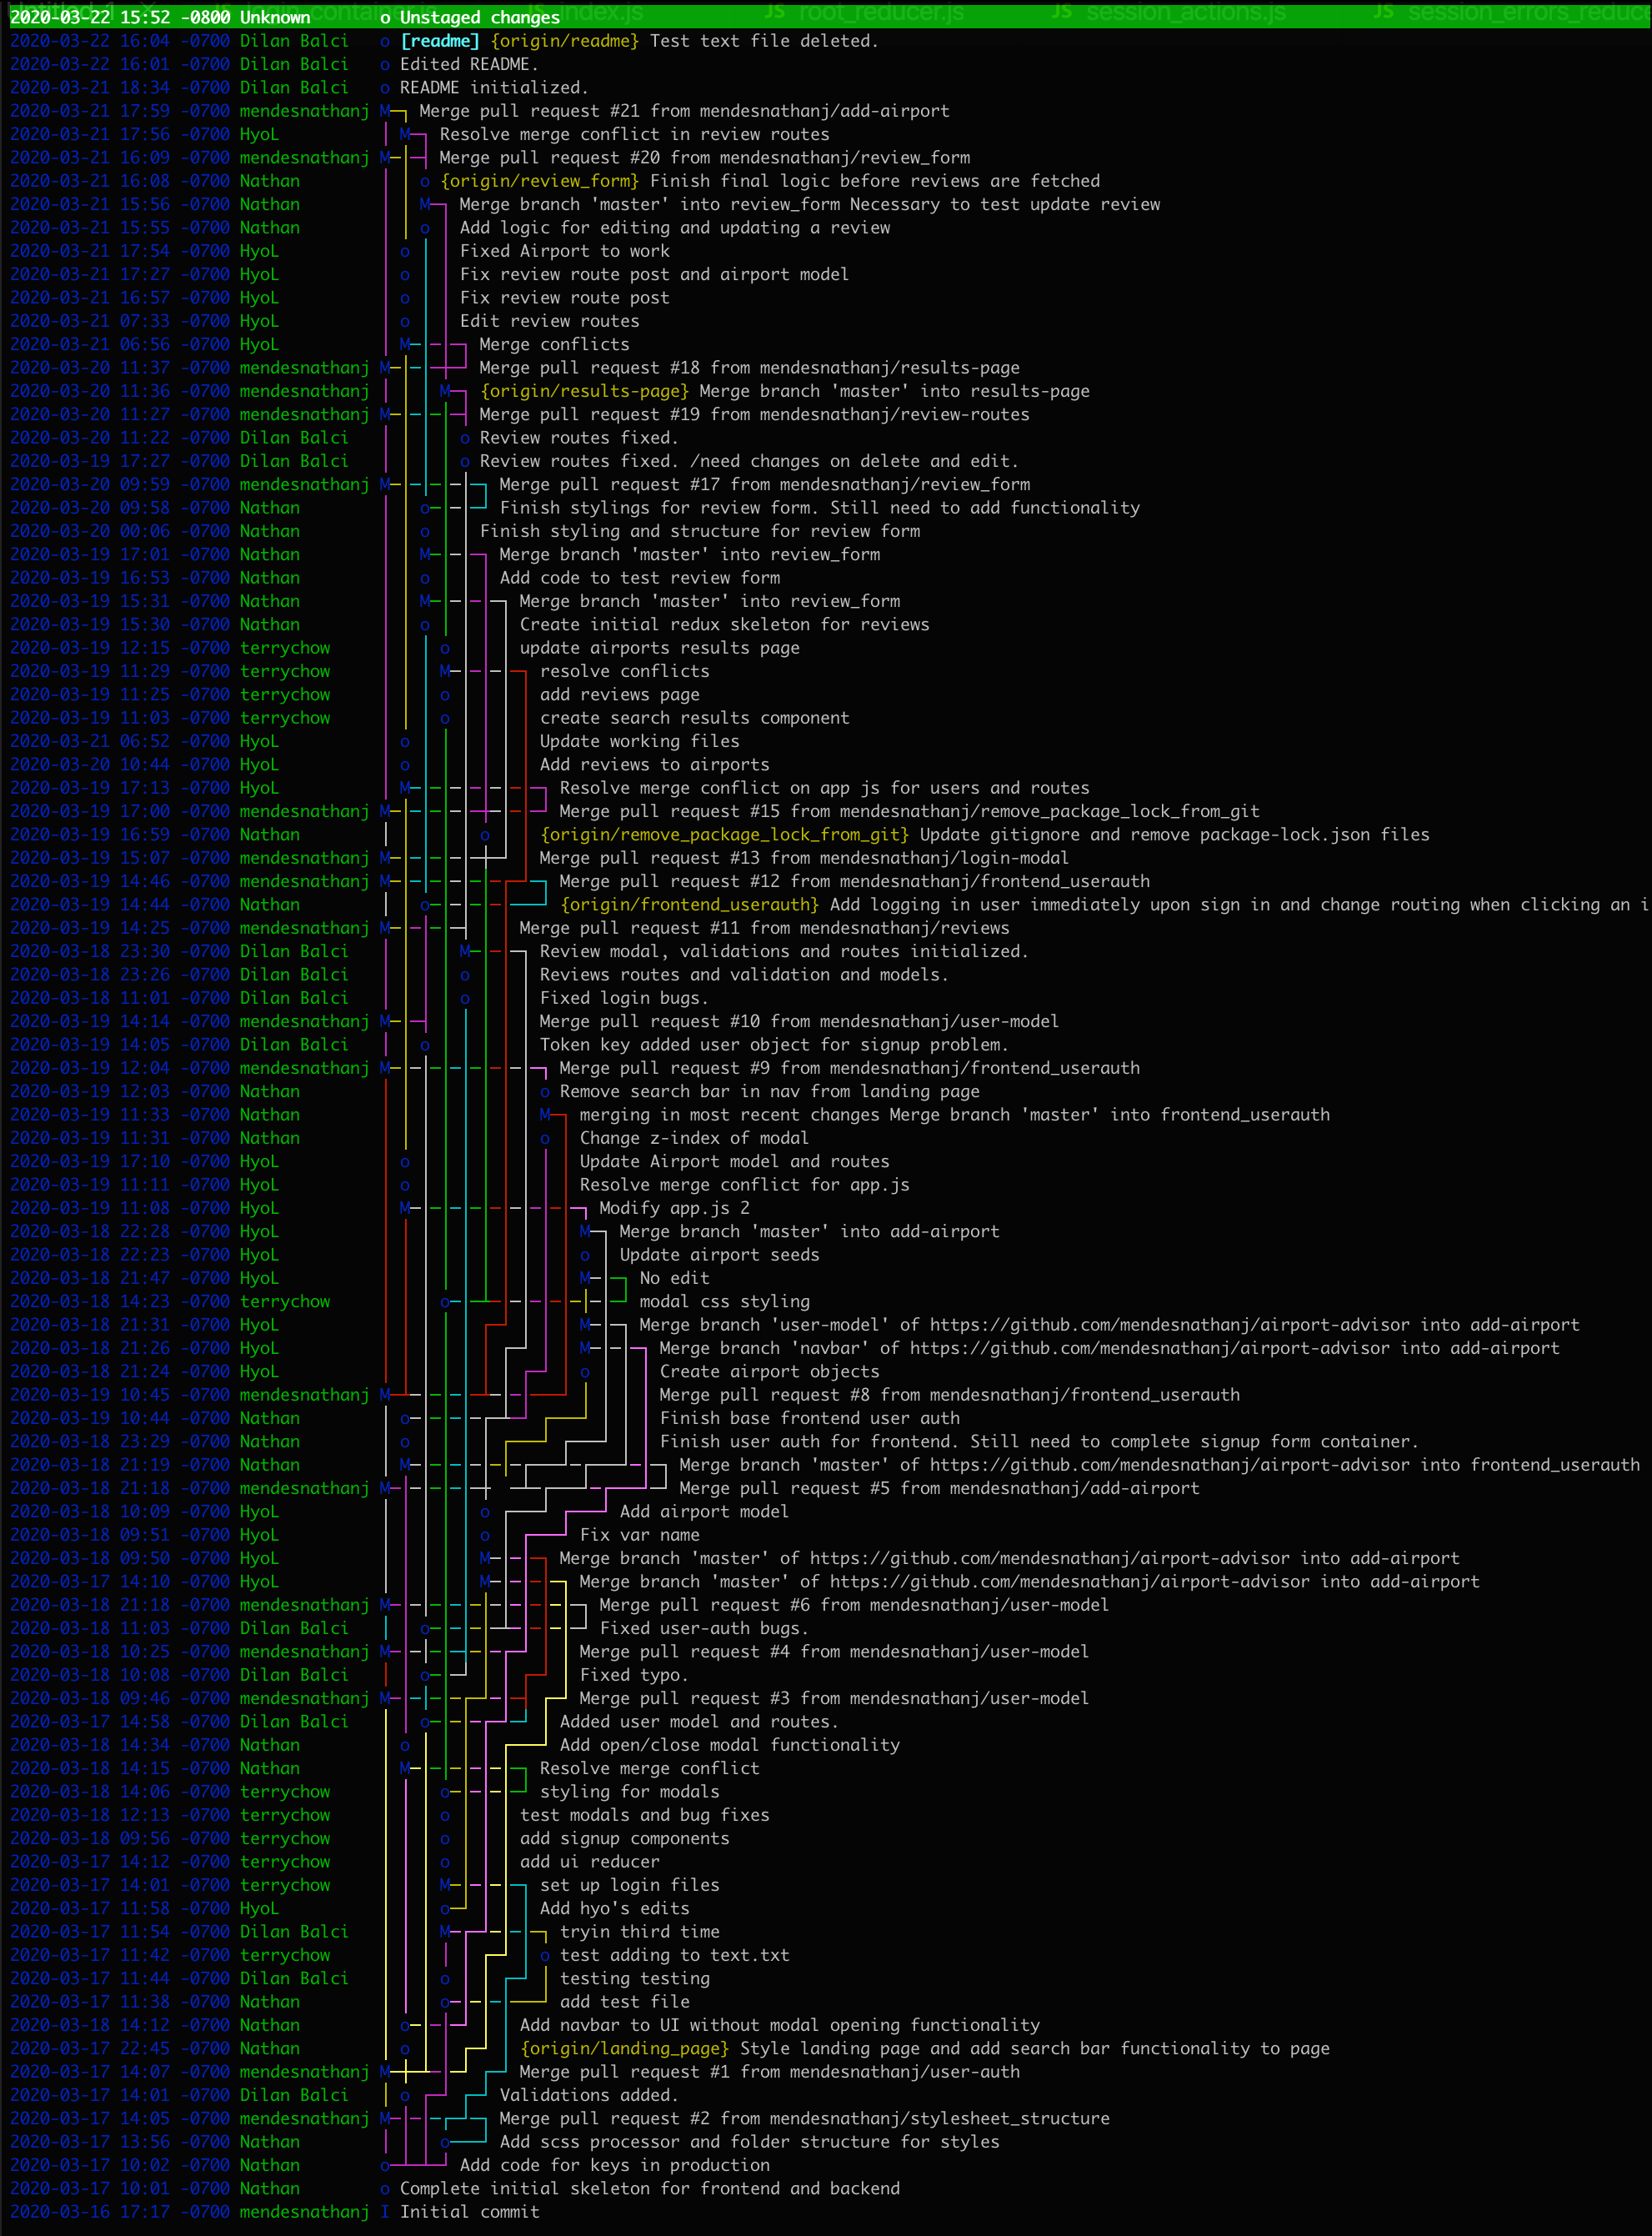 2020-03-22 15:52 -0800 Unknown o Unstaged changes
2020-03-22 16:04 -0700 Dilan Balci o [readme] {origin/readme} Test text file deleted.
2020-03-22 16:01 -0700 Dilan Balci o Edited README.
2020-03-21 18:34 -0700 Dilan Balci o README initialized.
2020-03-21 17:59 -0700 mendesnathanj M Merge pull request #21 from mendesnathanj/add-airport
2020-03-21 17:56 -0700 HyoL M Resolve merge conflict in review routes
2020-03-21 16:09 -0700 mendesnathanj M Merge pull request #20 from mendesnathanj/review_form
2020-03-21 16:08 -0700 Nathan o {origin/review_form} Finish final logic before reviews are fetched
2020-03-21 15:56 -0700 Nathan M Merge branch 'master' into review_form Necessary to test update review
2020-03-21 15:55 -0700 Nathan o Add logic for editing and updating a review
2020-03-21 17:54 -0700 HyoL o Fixed Airport to work
2020-03-21 17:27 -0700 HyoL o Fix review route post and airport model
2020-03-21 16:57 -0700 HyoL o Fix review route post
2020-03-21 07:33 -0700 HyoL o Edit review routes
2020-03-21 06:56 -0700 HyoL M Merge conflicts
2020-03-20 11:37 -0700 mendesnathanj M Merge pull request #18 from mendesnathanj/results-page
2020-03-20 11:36 -0700 mendesnathanj M {origin/results-page} Merge branch 'master' into results-page
2020-03-20 11:27 -0700 mendesnathanj M Merge pull request #19 from mendesnathanj/review-routes
2020-03-20 11:22 -0700 Dilan Balci o Review routes fixed.
2020-03-19 17:27 -0700 Dilan Balci o Review routes fixed. /need changes on delete and edit.
2020-03-20 09:59 -0700 mendesnathanj M Merge pull request #17 from mendesnathanj/review_form
2020-03-20 09:58 -0700 Nathan o Finish stylings for review form. Still need to add functionality
2020-03-20 00:06 -0700 Nathan o Finish styling and structure for review form
2020-03-19 17:01 -0700 Nathan M Merge branch 'master' into review_form
2020-03-19 16:53 -0700 Nathan o Add code to test review form
2020-03-19 15:31 -0700 Nathan M Merge branch 'master' into review_form
2020-03-19 15:30 -0700 Nathan o Create initial redux skeleton for reviews
2020-03-19 12:15 -0700 terrychow o update airports results page
2020-03-19 11:29 -0700 terrychow M resolve conflicts
2020-03-19 11:25 -0700 terrychow o add reviews page
2020-03-19 11:03 -0700 terrychow o create search results component
2020-03-21 06:52 -0700 HyoL o Update working files
2020-03-20 10:44 -0700 HyoL o Add reviews to airports
2020-03-19 17:13 -0700 HyoL M Resolve merge conflict on app js for users and routes
2020-03-19 17:00 -0700 mendesnathanj M Merge pull request #15 from mendesnathanj/remove_package_lock_from_git
2020-03-19 16:59 -0700 Nathan o {origin/remove_package_lock_from_git} Update gitignore and remove package-lock.json files
2020-03-19 15:07 -0700 mendesnathanj M Merge pull request #13 from mendesnathanj/login-modal
2020-03-19 14:46 -0700 mendesnathanj M Merge pull request #12 from mendesnathanj/frontend_userauth
2020-03-19 14:44 -0700 Nathan o {origin/frontend_userauth} Add logging in user immediately upon sign in and change routing when clicking an i
2020-03-19 14:25 -0700 mendesnathanj M Merge pull request #11 from mendesnathanj/reviews
2020-03-18 23:30 -0700 Dilan Balci M Review modal, validations and routes initialized.
2020-03-18 23:26 -0700 Dilan Balci o Reviews routes and validation and models.
2020-03-18 11:01 -0700 Dilan Balci o Fixed login bugs.
2020-03-19 14:14 -0700 mendesnathanj M Merge pull request #10 from mendesnathanj/user-model
2020-03-19 14:05 -0700 Dilan Balci o Token key added user object for signup problem.
2020-03-19 12:04 -0700 mendesnathanj M Merge pull request #9 from mendesnathanj/frontend_userauth
2020-03-19 12:03 -0700 Nathan o Remove search bar in nav from landing page
2020-03-19 11:33 -0700 Nathan M merging in most recent changes Merge branch 'master' into frontend_userauth
2020-03-19 11:31 -0700 Nathan o Change z-index of modal
2020-03-19 17:10 -0700 HyoL o Update Airport model and routes
2020-03-19 11:11 -0700 HyoL o Resolve merge conflict for app.js
2020-03-19 11:08 -0700 HyoL M Modify app.js 2
2020-03-18 22:28 -0700 HyoL M Merge branch 'master' into add-airport
2020-03-18 22:23 -0700 HyoL o Update airport seeds
2020-03-18 21:47 -0700 HyoL M No edit
2020-03-18 14:23 -0700 terrychow o modal css styling
2020-03-18 21:31 -0700 HyoL M Merge branch 'user-model' of https://github.com/mendesnathanj/airport-advisor into add-airport
2020-03-18 21:26 -0700 HyoL M Merge branch 'navbar' of https://github.com/mendesnathanj/airport-advisor into add-airport
2020-03-18 21:24 -0700 HyoL o Create airport objects
2020-03-19 10:45 -0700 mendesnathanj M Merge pull request #8 from mendesnathanj/frontend_userauth
2020-03-19 10:44 -0700 Nathan o Finish base frontend user auth
2020-03-18 23:29 -0700 Nathan o Finish user auth for frontend. Still need to complete signup form container.
2020-03-18 21:19 -0700 Nathan M Merge branch 'master' of https://github.com/mendesnathanj/airport-advisor into frontend_userauth
2020-03-18 21:18 -0700 mendesnathanj M Merge pull request #5 from mendesnathanj/add-airport
2020-03-18 10:09 -0700 HyoL o Add airport model
2020-03-18 09:51 -0700 HyoL o Fix var name
2020-03-18 09:50 -0700 HyoL M Merge branch 'master' of https://github.com/mendesnathanj/airport-advisor into add-airport
2020-03-17 14:10 -0700 HyoL M Merge branch 'master' of https://github.com/mendesnathanj/airport-advisor into add-airport
2020-03-18 21:18 -0700 mendesnathanj M Merge pull request #6 from mendesnathanj/user-model
2020-03-18 11:03 -0700 Dilan Balci o Fixed user-auth bugs.
2020-03-18 10:25 -0700 mendesnathanj M Merge pull request #4 from mendesnathanj/user-model
2020-03-18 10:08 -0700 Dilan Balci o Fixed typo.
2020-03-18 09:46 -0700 mendesnathanj M Merge pull request #3 from mendesnathanj/user-model
2020-03-17 14:58 -0700 Dilan Balci o Added user model and routes.
2020-03-18 14:34 -0700 Nathan o Add open/close modal functionality
2020-03-18 14:15 -0700 Nathan M Resolve merge conflict
2020-03-18 14:06 -0700 terrychow o styling for modals
2020-03-18 12:13 -0700 terrychow o test modals and bug fixes
2020-03-18 09:56 -0700 terrychow o add signup components
2020-03-17 14:12 -0700 terrychow o add ui reducer
2020-03-17 14:01 -0700 terrychow M set up login files
2020-03-17 11:58 -0700 HyoL o Add hyo's edits
2020-03-17 11:54 -0700 Dilan Balci M tryin third time
2020-03-17 11:42 -0700 terrychow o test adding to text.txt
2020-03-17 11:44 -0700 Dilan Balci o testing testing
2020-03-17 11:38 -0700 Nathan o add test file
2020-03-18 14:12 -0700 Nathan o Add navbar to UI without modal opening functionality
2020-03-17 22:45 -0700 Nathan o {origin/landing_page} Style landing page and add search bar functionality to page
2020-03-17 14:07 -0700 mendesnathanj M Merge pull request #1 from mendesnathanj/user-auth
2020-03-17 14:01 -0700 Dilan Balci o Validations added.
2020-03-17 14:05 -0700 mendesnathanj M Merge pull request #2 from mendesnathanj/stylesheet_structure
2020-03-17 13:56 -0700 Nathan o Add scss processor and folder structure for styles
2020-03-17 10:02 -0700 Nathan o Add code for keys in production
2020-03-17 10:01 -0700 Nathan o Complete initial skeleton for frontend and backend
2020-03-16 17:17 -0700 mendesnathanj I Initial commit